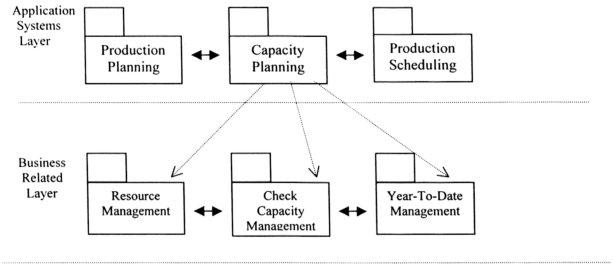 Application
Systems
Layer
Production
Planning
Capacity
Planning
Production
Scheduling
Business
Related
Layer
Resource
Management
Check
Capacity
Management
Year-To-Date
Management